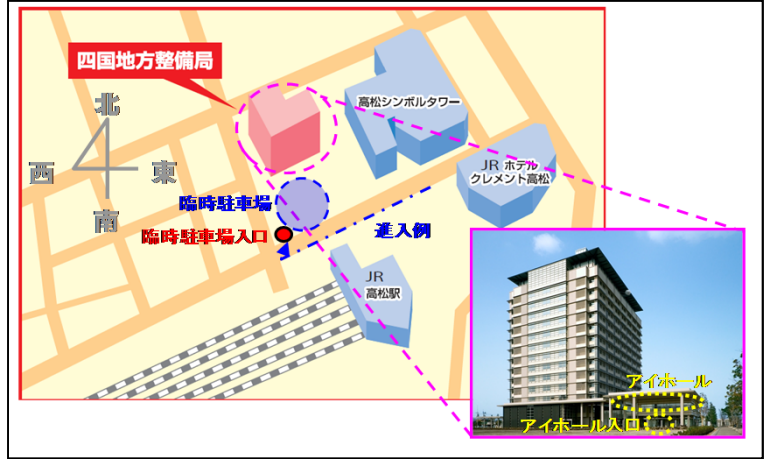 四国地方整備局
北
西
東
南
高松シンボルタワー
JR ホテル
クレメント高松
臨時駐車場
臨時駐車場入口
進入例
JR
高松駅
アイホール
アイホール入口